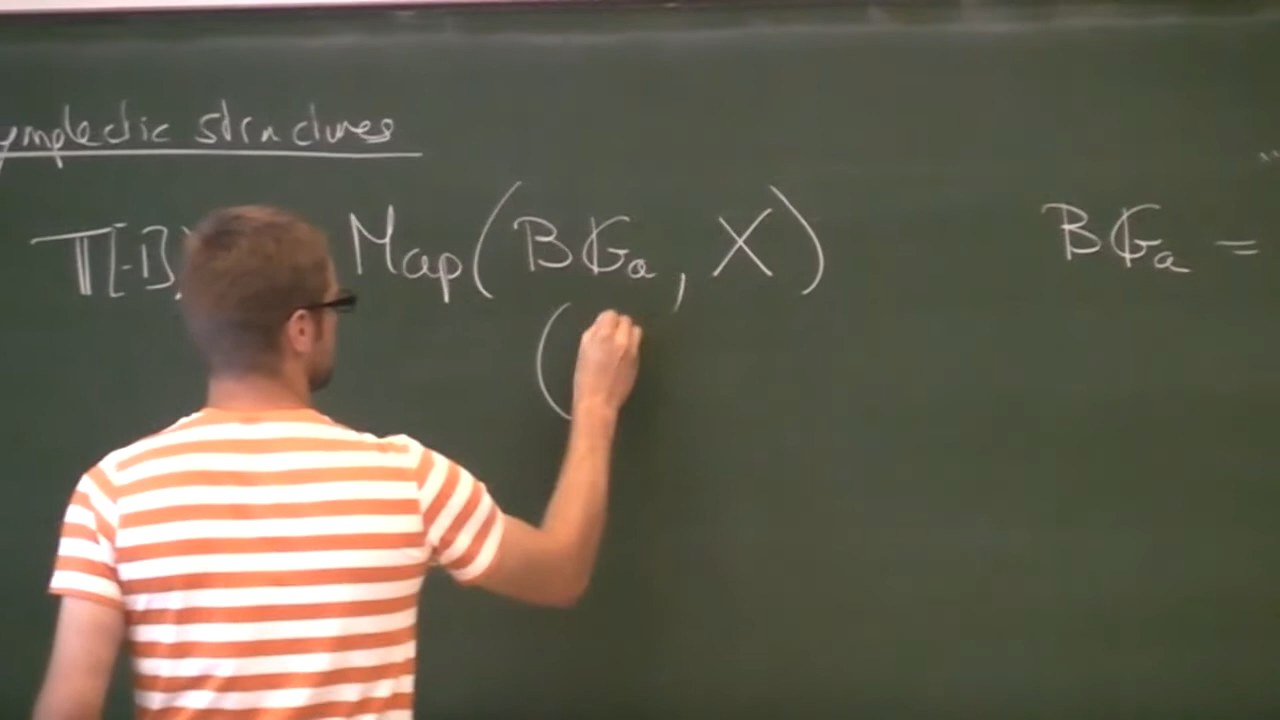 ymplectic structures
T[-1] Map(B𝔾ₐ, X) B𝔾ₐ =
(